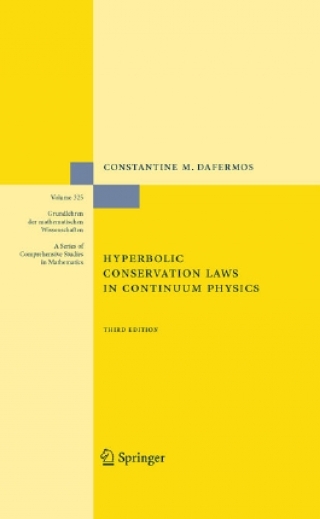 CONSTANTINE M. DAFERMOS
Volume 325
Grundlehren
der mathematischen
Wissenschaften
A Series of
Comprehensive Studies
in Mathematics
HYPERBOLIC
CONSERVATION LAWS
IN CONTINUUM PHYSICS
THIRD EDITION
Springer